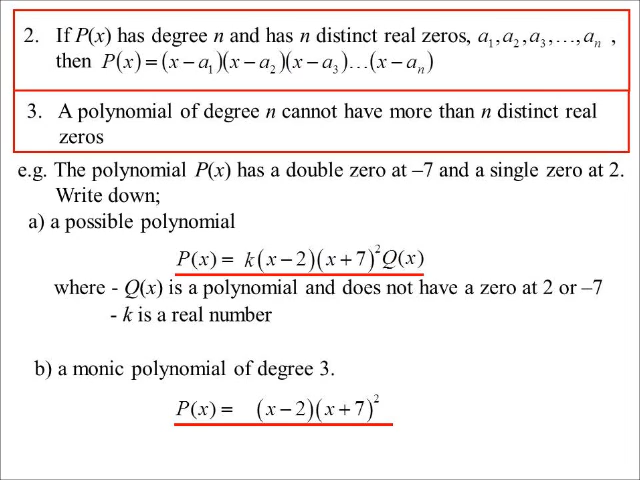 2. If P(x) has degree n and has n distinct real zeros, a₁,a₂,a₃,…,aₙ ,
then P(x)=(x−a₁)(x−a₂)(x−a₃)…(x−aₙ)
3. A polynomial of degree n cannot have more than n distinct real
zeros
e.g. The polynomial P(x) has a double zero at –7 and a single zero at 2.
Write down;
a) a possible polynomial
P(x) = k(x−2)(x+7)²Q(x)
where - Q(x) is a polynomial and does not have a zero at 2 or –7
- k is a real number
b) a monic polynomial of degree 3.
P(x) = (x−2)(x+7)²